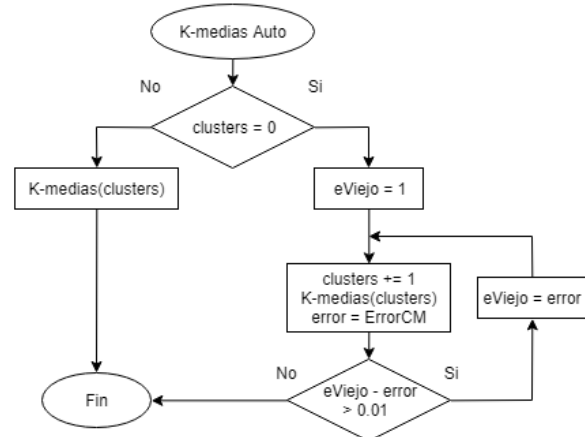 K-medias Auto
No
Si
clusters = 0
K-medias(clusters)
eViejo = 1
clusters += 1
K-medias(clusters)
error = ErrorCM
eViejo = error
No
Si
eViejo - error
> 0.01
Fin